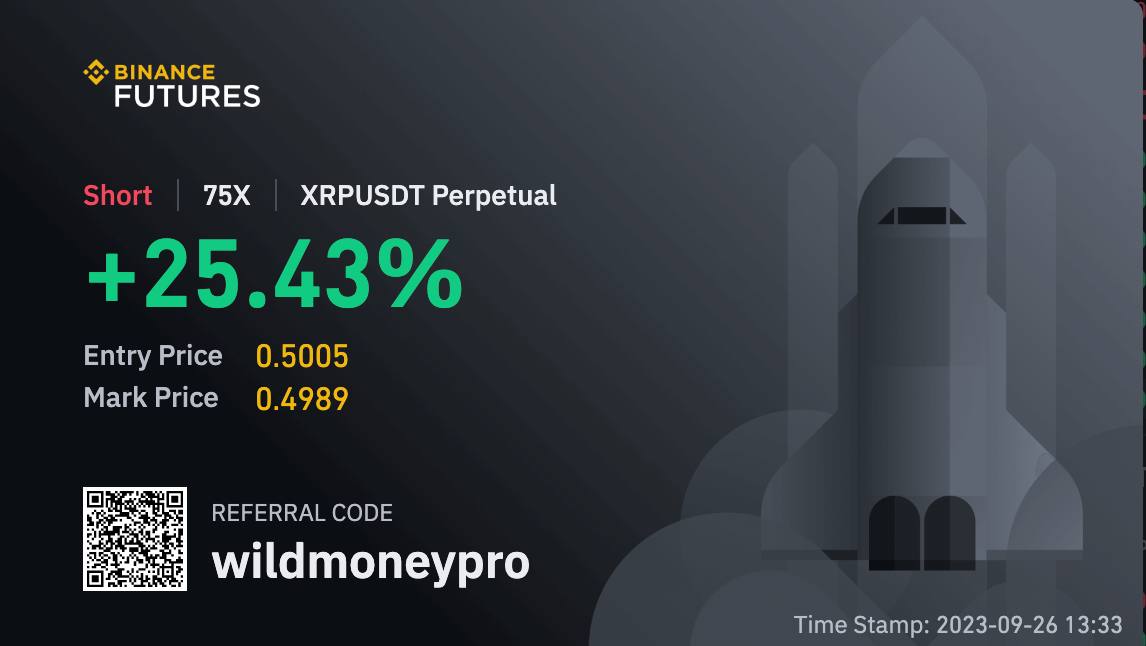 BINANCE
FUTURES
Short | 75X | XRPUSDT Perpetual
+25.43%
Entry Price 0.5005
Mark Price 0.4989
REFERRAL CODE
wildmoneypro
Time Stamp: 2023-09-26 13:33